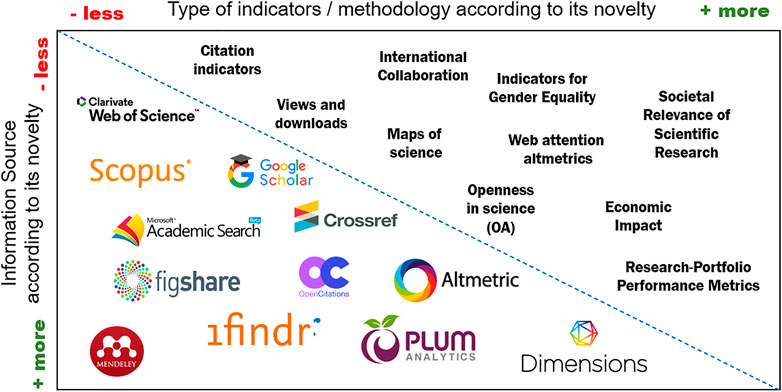 - less
Type of indicators / methodology according to its novelty
+ more
- less
Information Source
according to its novelty
+ more
Citation
indicators
International
Collaboration
Indicators for
Gender Equality
Societal
Relevance of
Scientific
Research
Clarivate
Web of Science™
Views and
downloads
Maps of
science
Web attention
altmetrics
Scopus®
Google
Scholar
Openness
in science
(OA)
Economic
Impact
Microsoft®
Academic Search
Beta
Crossref
figshare
OC
OpenCitations
Altmetric
Research-Portfolio
Performance Metrics
MENDELEY
1findr:
PLUM
ANALYTICS
Dimensions